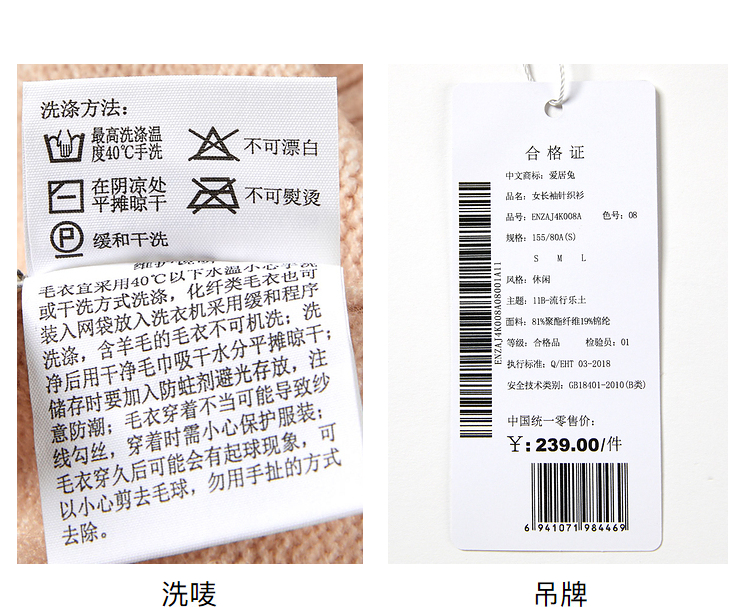 洗涤方法：
最高洗涤温
度40℃手洗
不可漂白
在阴凉处
平摊晾干
不可熨烫
缓和干洗
毛衣宜采用40℃以下水温小心手洗
或干洗方式洗涤，化纤类毛衣也可
装入网袋放入洗衣机采用缓和程序
洗涤，含羊毛的毛衣不可机洗；洗
净后用干净毛巾吸干水分平摊晾干；
储存时要加入防蛀剂避光存放，注
意防潮；毛衣穿着不当可能导致纱
线勾丝，穿着时需小心保护服装；
毛衣穿久后可能会有起球现象，可
以小心剪去毛球，勿用手扯的方式
去除。
洗唛
合格证
中文商标：爱居兔
品名：女长袖针织衫
品号：ENZAJ4K008A 色号：08
规格：155/80A(S)
S M L
风格：休闲
主题：11B-流行乐土
面料：81%聚酯纤维19%锦纶
等级：合格品 检验员：01
执行标准：Q/EHT 03-2018
安全技术类别：GB18401-2010(B类)
中国统一零售价：
¥:239.00/件
ENZAJ4K008A08001A11
6 941071 984469
吊牌